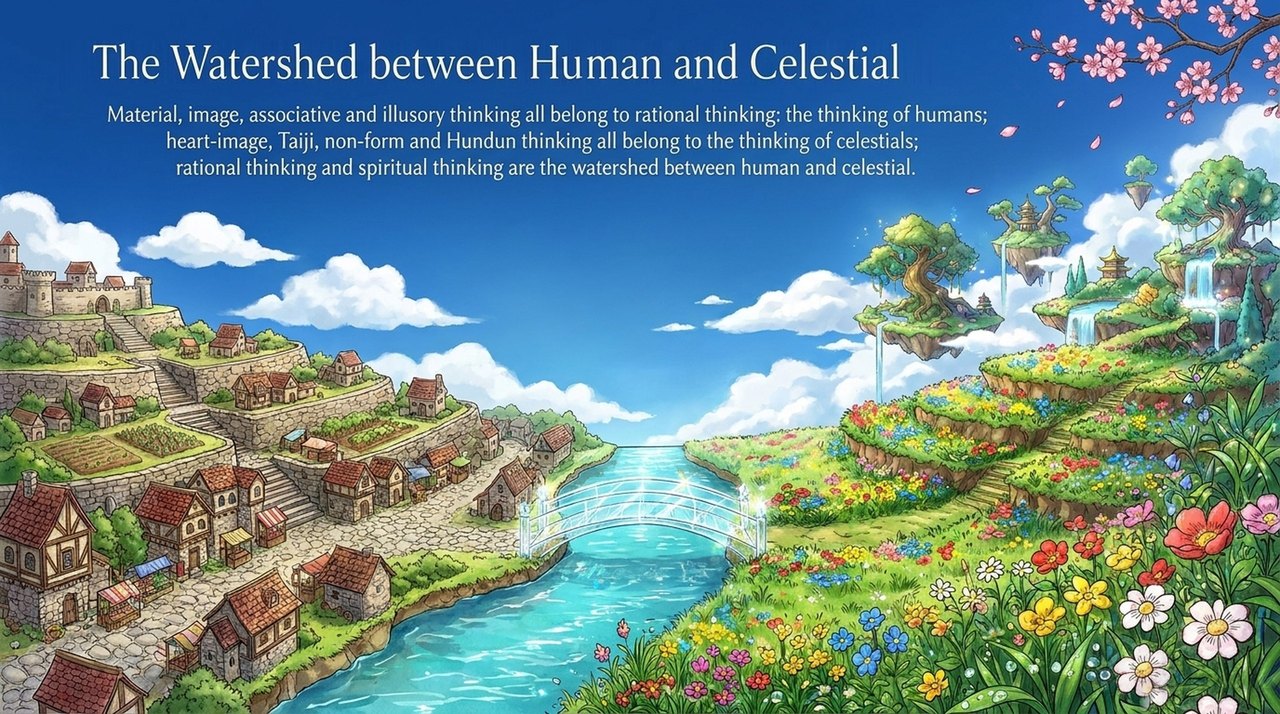 The Watershed between Human and Celestial
Material, image, associative and illusory thinking all belong to rational thinking: the thinking of humans;
heart-image, Taiji, non-form and Hundun thinking all belong to the thinking of celestials;
rational thinking and spiritual thinking are the watershed between human and celestial.